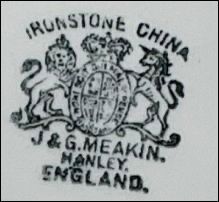 IRONSTONE CHINA
J & G. MEAKIN.
HANLEY.
ENGLAND.